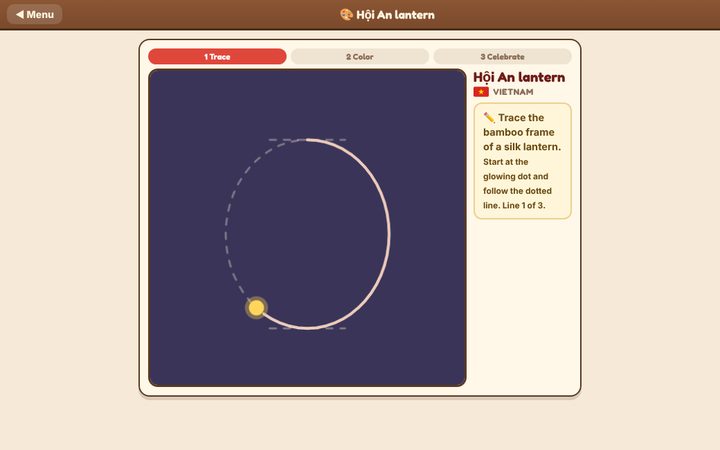 ◀ Menu
🎨 Hội An lantern
1 Trace
2 Color
3 Celebrate
Hội An lantern
VIETNAM
✏️ Trace the
bamboo frame
of a silk lantern.
Start at the
glowing dot and
follow the dotted
line. Line 1 of 3.